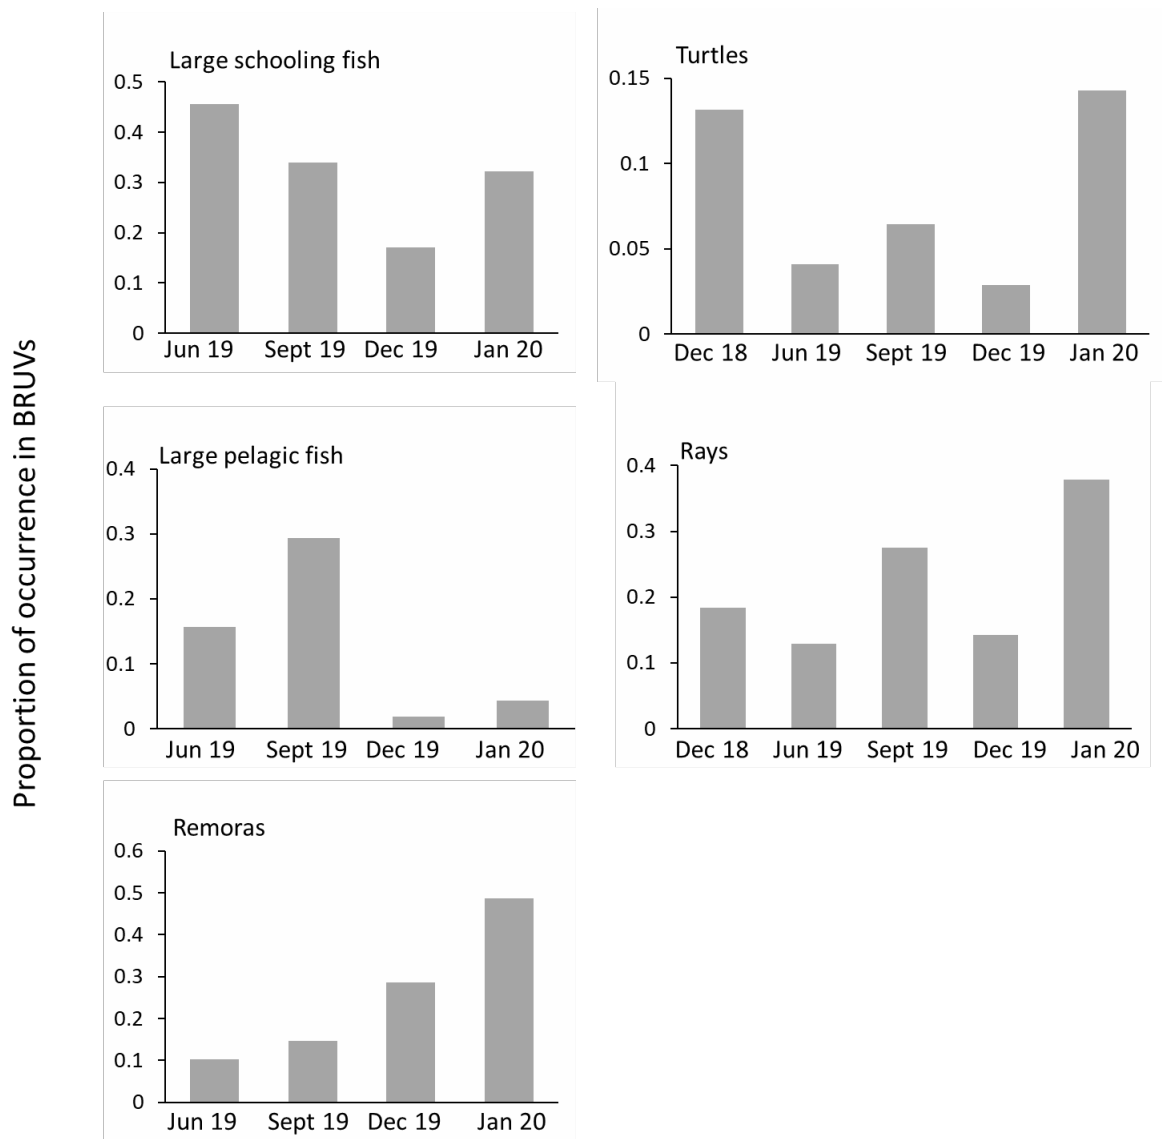 Proportion of occurrence in BRUVs
Large schooling fish
0.5
0.4
0.3
0.2
0.1
0
Jun 19 Sept 19 Dec 19 Jan 20
Turtles
0.15
0.1
0.05
0
Dec 18 Jun 19 Sept 19 Dec 19 Jan 20
Large pelagic fish
0.4
0.3
0.2
0.1
0
Jun 19 Sept 19 Dec 19 Jan 20
Rays
0.4
0.3
0.2
0.1
0
Dec 18 Jun 19 Sept 19 Dec 19 Jan 20
Remoras
0.6
0.5
0.4
0.3
0.2
0.1
0
Jun 19 Sept 19 Dec 19 Jan 20